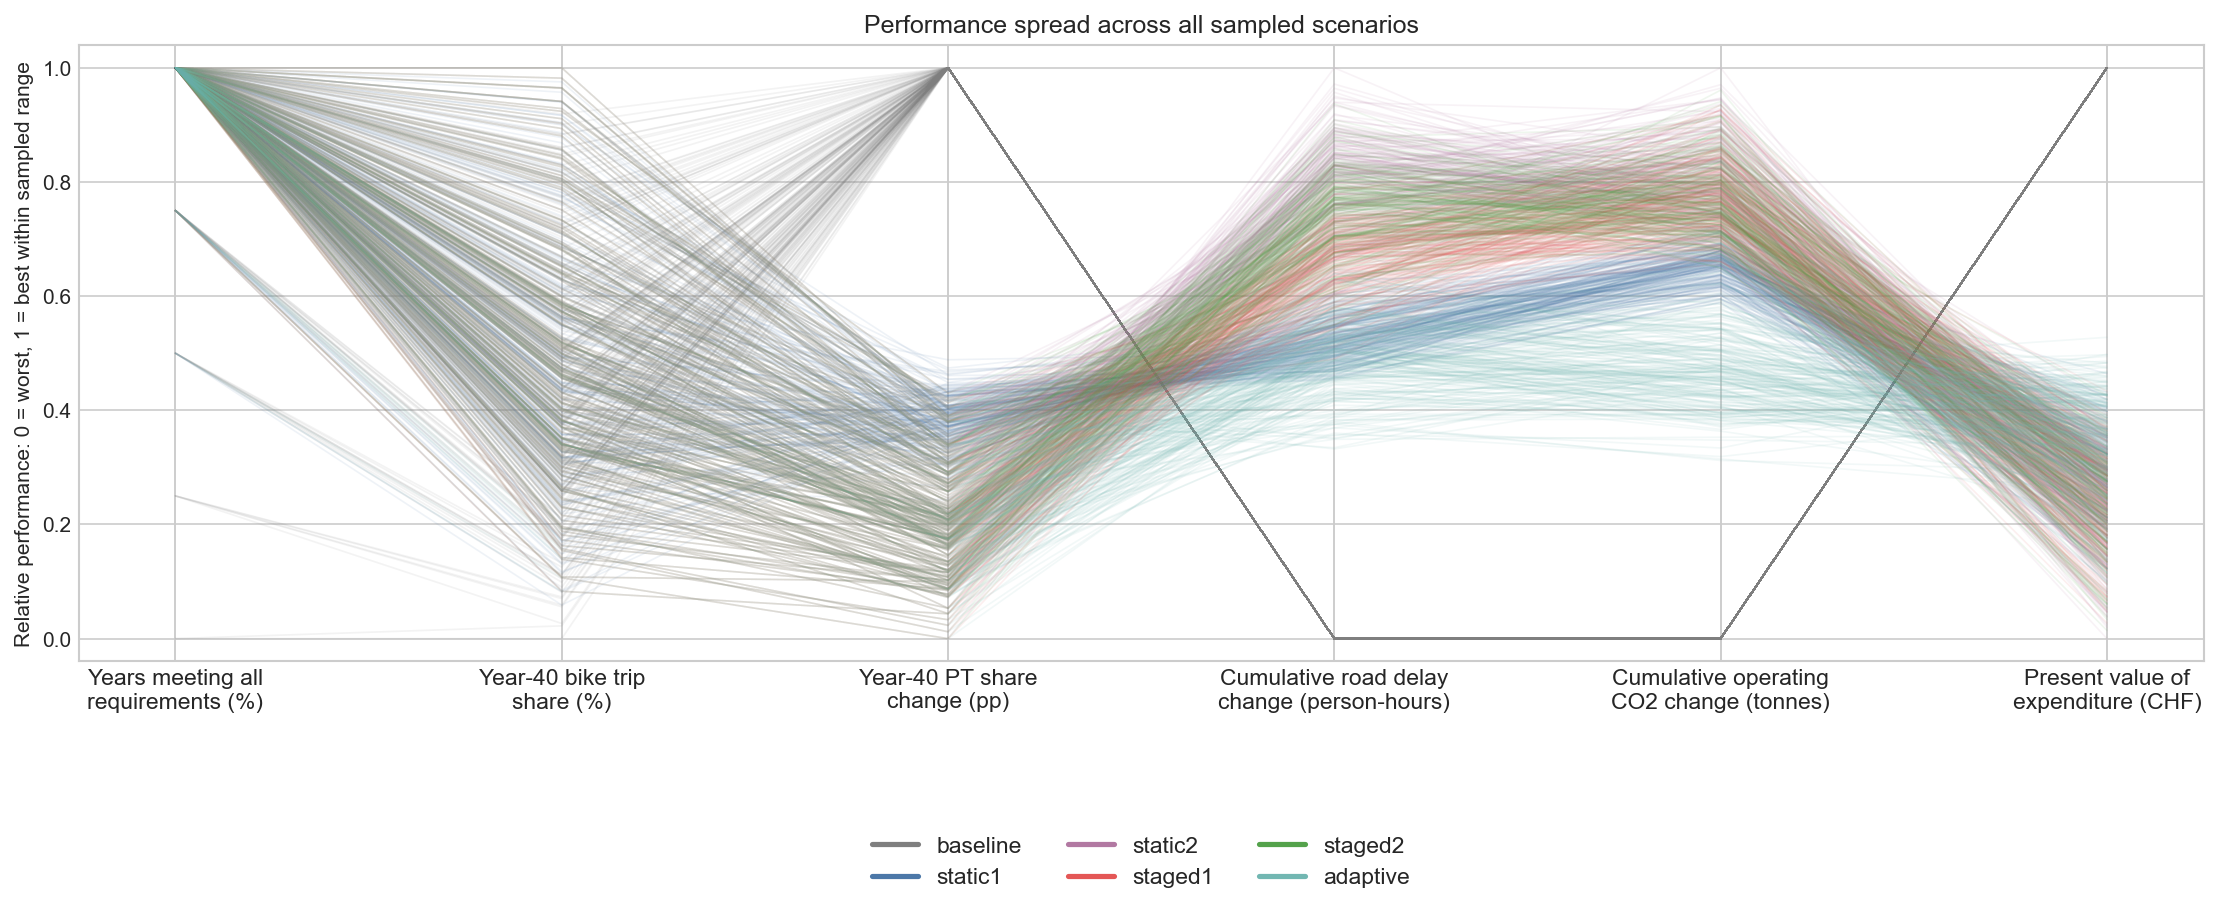 Performance spread across all sampled scenarios
Relative performance: 0 = worst, 1 = best within sampled range
1.0
0.8
0.6
0.4
0.2
0.0
Years meeting all
requirements (%)
Year-40 bike trip
share (%)
Year-40 PT share
change (pp)
Cumulative road delay
change (person-hours)
Cumulative operating
CO2 change (tonnes)
Present value of
expenditure (CHF)
baseline
static1
static2
staged1
staged2
adaptive